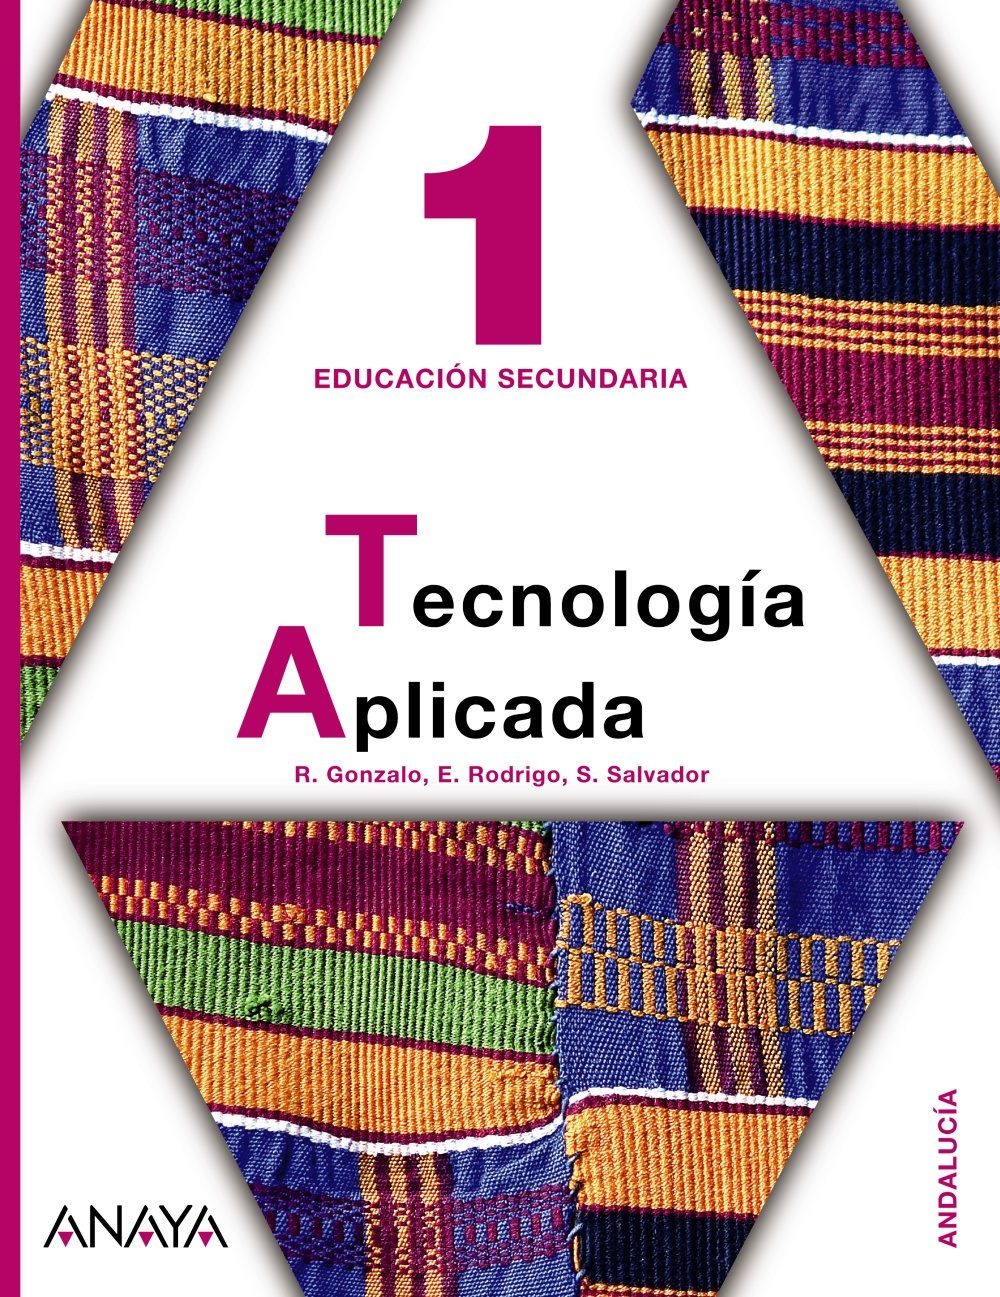 1
EDUCACIÓN SECUNDARIA
Tecnología
Aplicada
R. Gonzalo, E. Rodrigo, S. Salvador
ANAYA
ANDALUCÍA